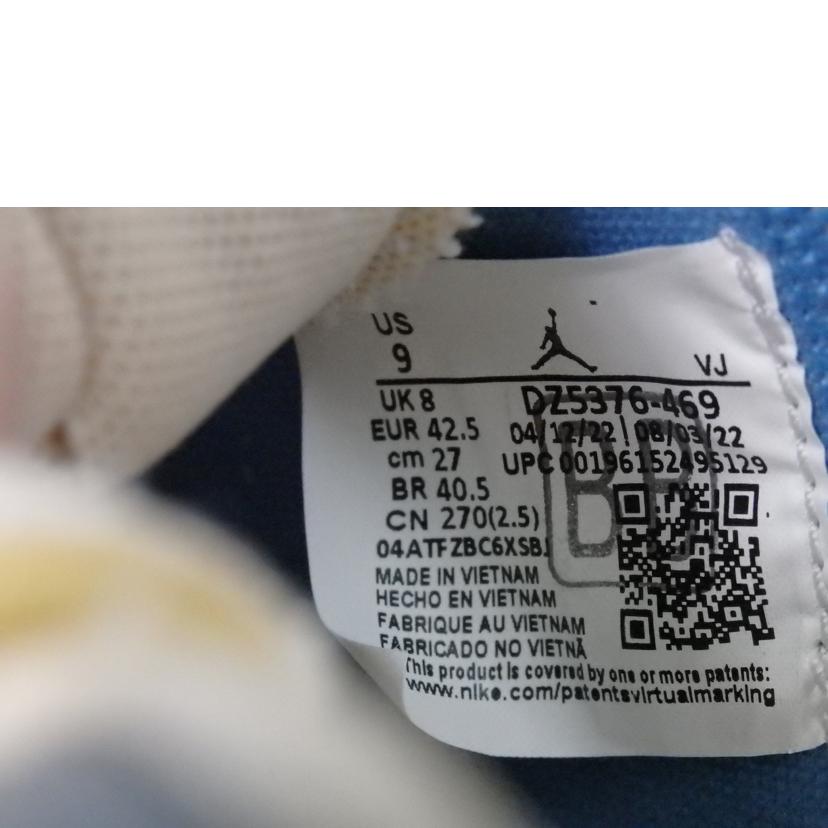 US
9
VJ
UK 8
DZ5376-469
EUR 42.5
04/12/22 | 08/03/22
cm 27
UPC 00196152495129
BR 40.5
CN 270(2.5)
04ATFZBC6XSBJ
BB
MADE IN VIETNAM
HECHO EN VIETNAM
FABRIQUE AU VIETNAM
FABRICADO NO VIETNÃ
This product is covered by one or more patents:
www.nike.com/patentsvirtualmarking